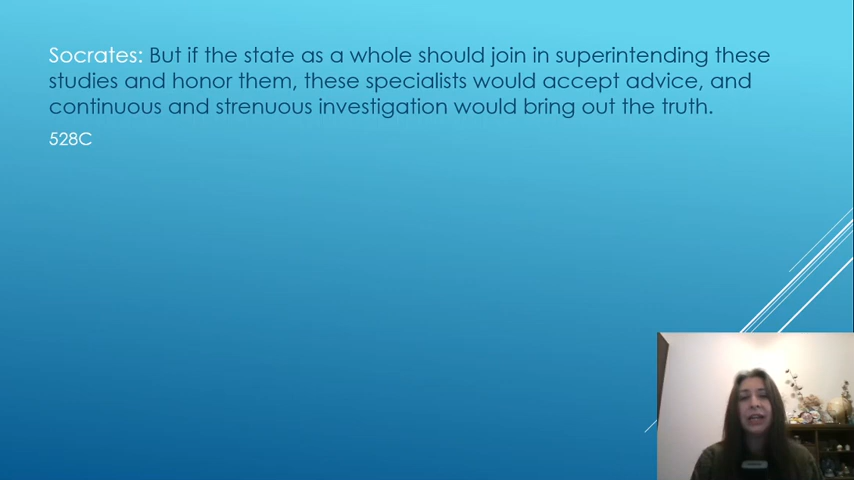 Socrates: But if the state as a whole should join in superintending these
studies and honor them, these specialists would accept advice, and
continuous and strenuous investigation would bring out the truth.
528C